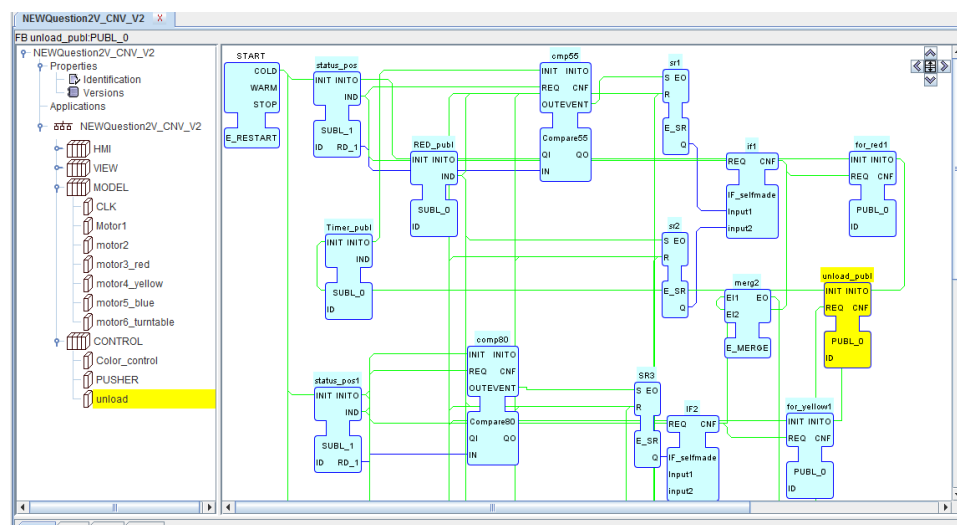 NEWQuestion2V_CNV_V2 X
FB unload_publ:PUBL_0
NEWQuestion2V_CNV_V2
Properties
Identification
Versions
Applications
NEWQuestion2V_CNV_V2
HMI
VIEW
MODEL
CLK
Motor1
motor2
motor3_red
motor4_yellow
motor5_blue
motor6_turntable
CONTROL
Color_control
PUSHER
unload
START
COLD
WARM
STOP
E_RESTART
status_pos
INIT INITO
IND
SUBL_1
ID RD_1
RED_publ
INIT INITO
IND
SUBL_0
ID
cmp55
INIT INITO
REQ CNF
OUTEVENT
Compare55
QI QO
IN
sr1
S EO
R
E_SR
Q
if1
REQ CNF
IF_selfmade
Input1
input2
for_red1
INIT INITO
REQ CNF
PUBL_0
ID
Timer_publ
INIT INITO
IND
SUBL_0
ID
sr2
S EO
R
E_SR
Q
merg2
EI1 EO
EI2
E_MERGE
unload_publ
INIT INITO
REQ CNF
PUBL_0
ID
status_pos1
INIT INITO
IND
SUBL_1
ID RD_1
comp80
INIT INITO
REQ CNF
OUTEVENT
Compare80
QI QO
IN
SR3
S EO
R
E_SR
Q
IF2
REQ CNF
IF_selfmade
Input1
input2
for_yellow1
INIT INITO
REQ CNF
PUBL_0
ID